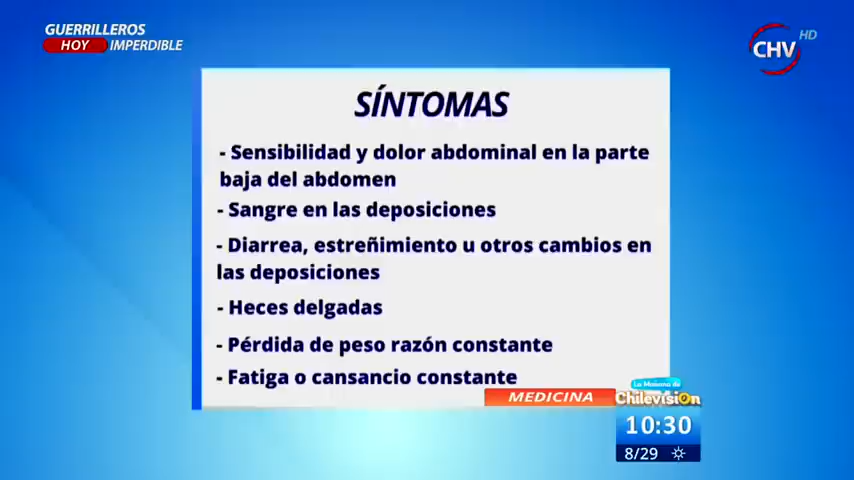 GUERRILLEROS
HOY IMPERDIBLE
CHV HD
SÍNTOMAS
- Sensibilidad y dolor abdominal en la parte
baja del abdomen
- Sangre en las deposiciones
- Diarrea, estreñimiento u otros cambios en
las deposiciones
- Heces delgadas
- Pérdida de peso razón constante
- Fatiga o cansancio constante
MEDICINA
La Mañana de
Chilevisión
10:30
8/29